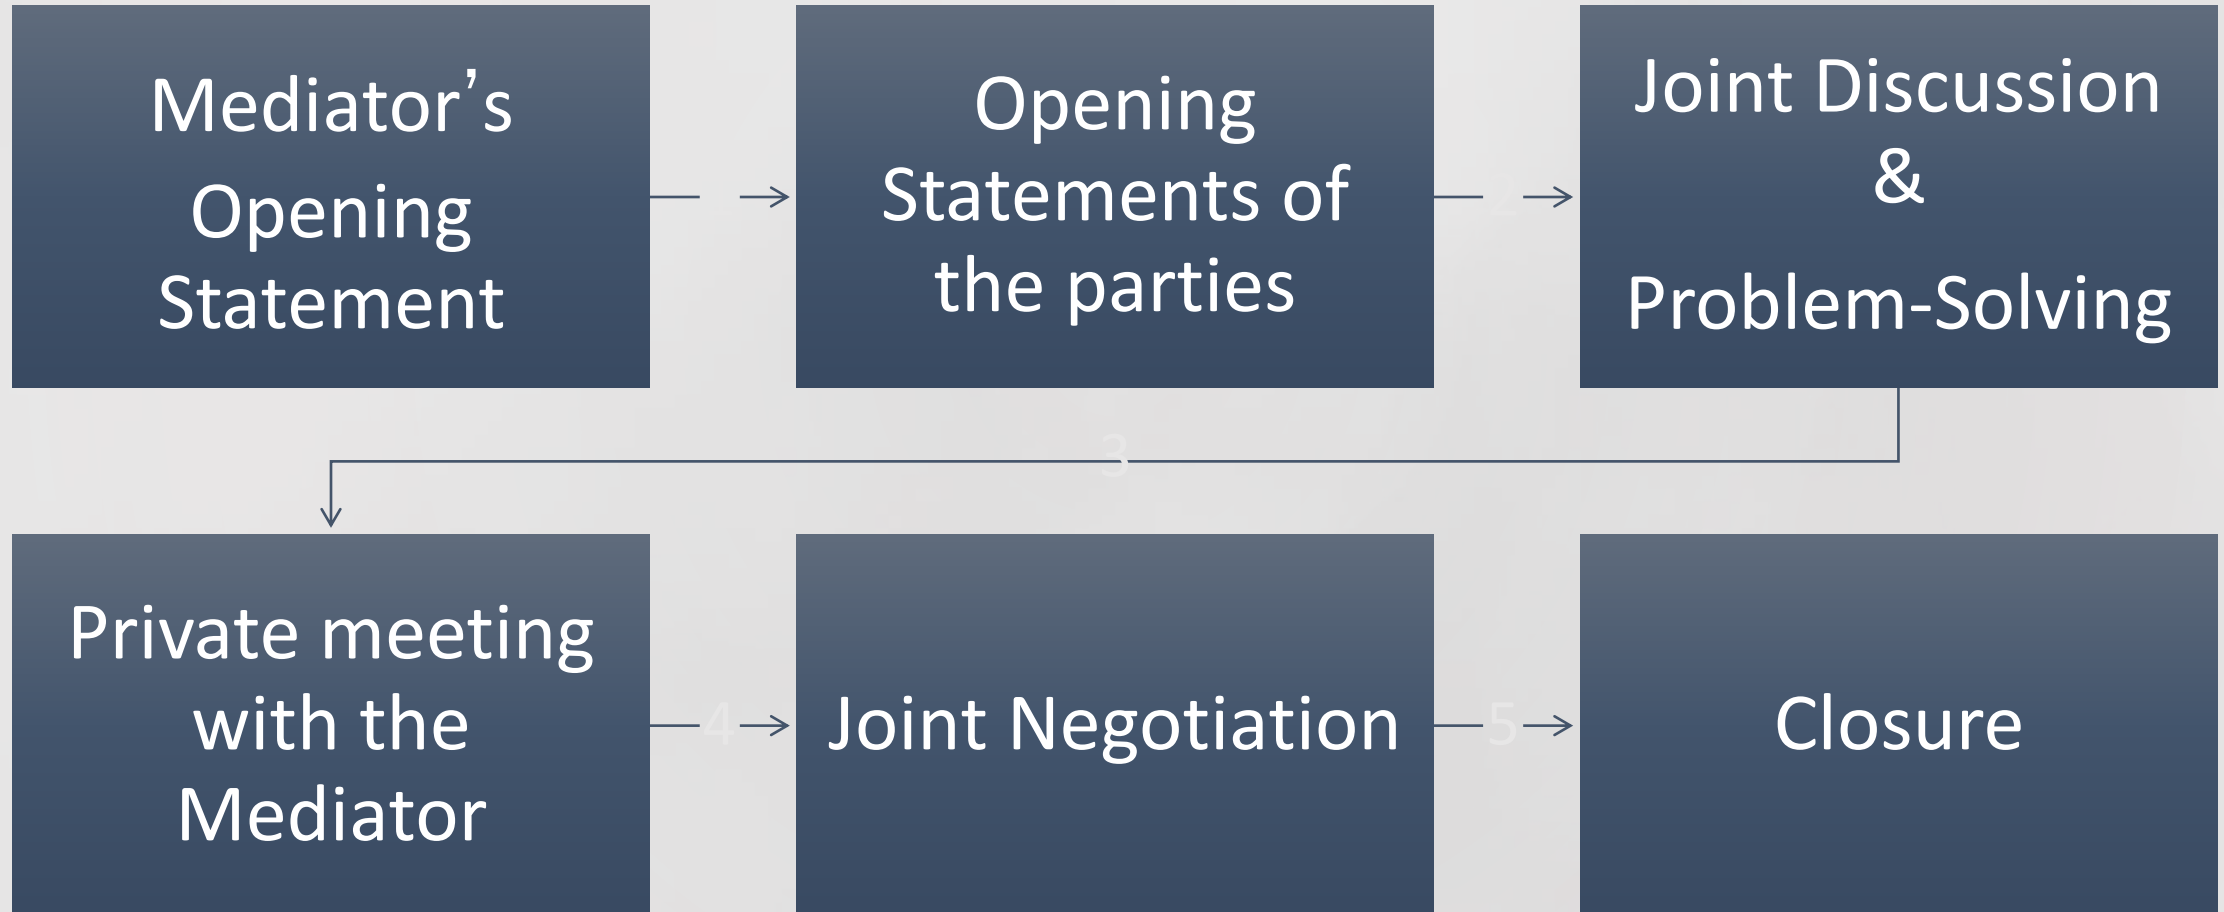 Mediator’s
Opening
Statement
Opening
Statements of
the parties
2
Joint Discussion
&
Problem-Solving
3
Private meeting
with the
Mediator
4
Joint Negotiation
5
Closure